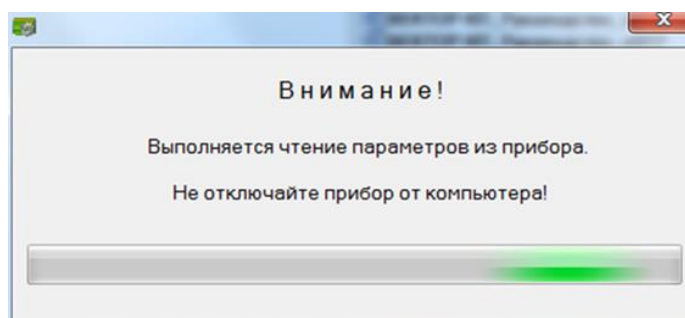 Внимание!
Выполняется чтение параметров из прибора.
Не отключайте прибор от компьютера!